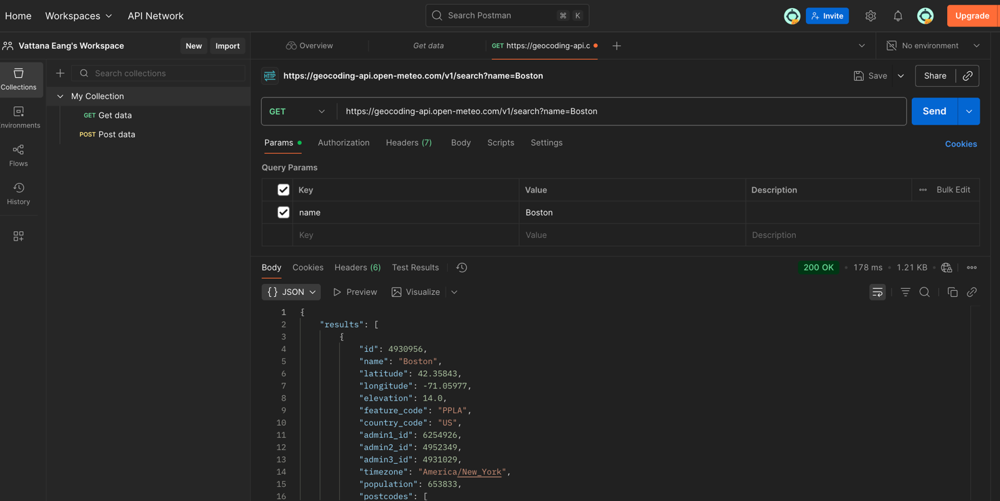 Home Workspaces API Network Search Postman ⌘ K Invite Upgrade
Vattana Eang's Workspace New Import Overview Get data GET https://geocoding-api.c No environment
Collections
Search collections
My Collection
GET Get data
POST Post data
nvironments
Flows
History
HTTP https://geocoding-api.open-meteo.com/v1/search?name=Boston Save Share
GET https://geocoding-api.open-meteo.com/v1/search?name=Boston Send
Params Authorization Headers (7) Body Scripts Settings Cookies
Query Params
Key Value Description Bulk Edit
name Boston
Key Value Description
Body Cookies Headers (6) Test Results 200 OK 178 ms 1.21 KB
{} JSON Preview Visualize
1 {
2 "results": [
3 {
4 "id": 4930956,
5 "name": "Boston",
6 "latitude": 42.35843,
7 "longitude": -71.05977,
8 "elevation": 14.0,
9 "feature_code": "PPLA",
10 "country_code": "US",
11 "admin1_id": 6254926,
12 "admin2_id": 4952349,
13 "admin3_id": 4931029,
14 "timezone": "America/New_York",
15 "population": 653833,
16 "postcodes": [